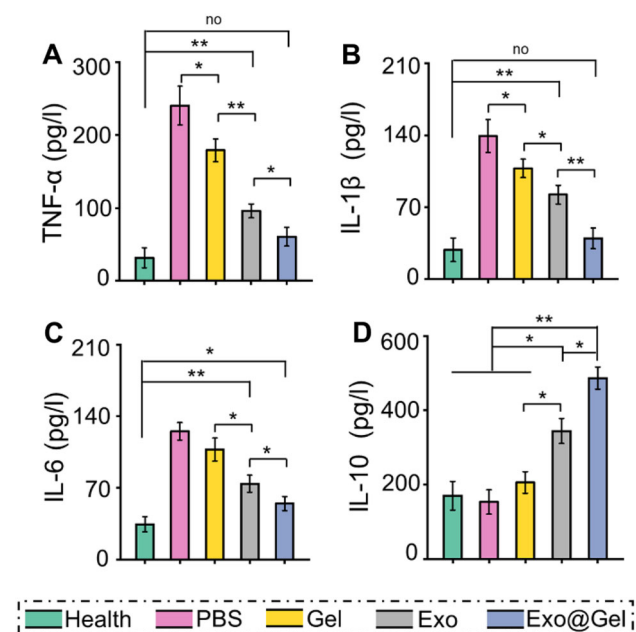 A
no
**
*
**
*
TNF-α (pg/l)
300
200
100
0
B
no
**
*
*
**
IL-1β (pg/l)
210
140
70
0
C
*
**
*
*
IL-6 (pg/l)
210
140
70
0
D
**
*
*
*
IL-10 (pg/l)
600
400
200
0
Health PBS Gel Exo Exo@Gel